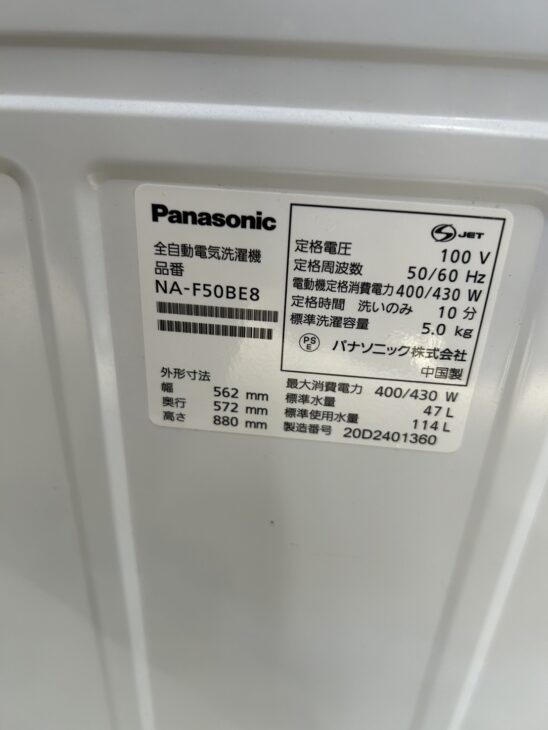 Panasonic
全自動電気洗濯機
品番
NA-F50BE8
外形寸法
幅 562 mm
奥行 572 mm
高さ 880 mm
JET
定格電圧 100 V
定格周波数 50/60 Hz
電動機定格消費電力 400/430 W
定格時間 洗いのみ 10 分
標準洗濯容量 5.0 kg
PS E パナソニック株式会社
中国製
最大消費電力 400/430 W
標準水量 47 L
標準使用水量 114 L
製造番号 20D2401360